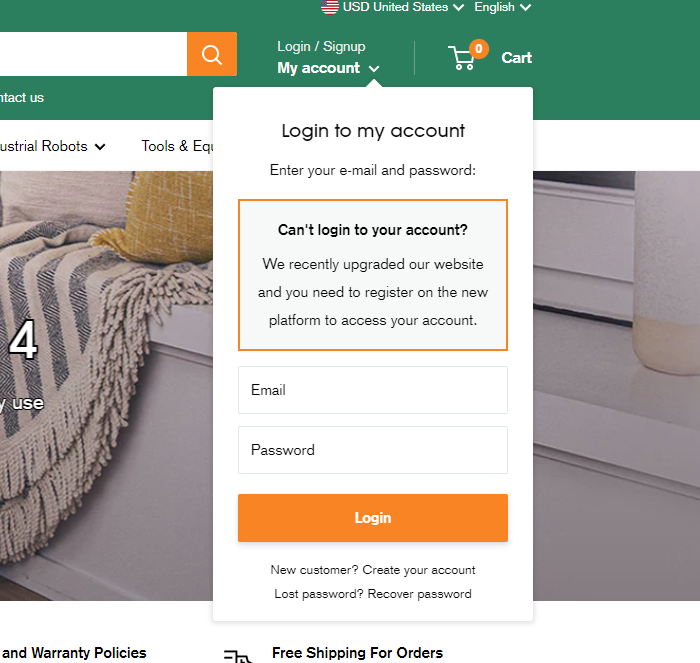 USD United States
English
Login / Signup
My account
0
Cart
ntact us
ustrial Robots
Tools & Equ
Login to my account
Enter your e-mail and password:
Can't login to your account?
We recently upgraded our website
and you need to register on the new
platform to access your account.
4
y use
Email
Password
Login
New customer? Create your account
Lost password? Recover password
and Warranty Policies
Free Shipping For Orders